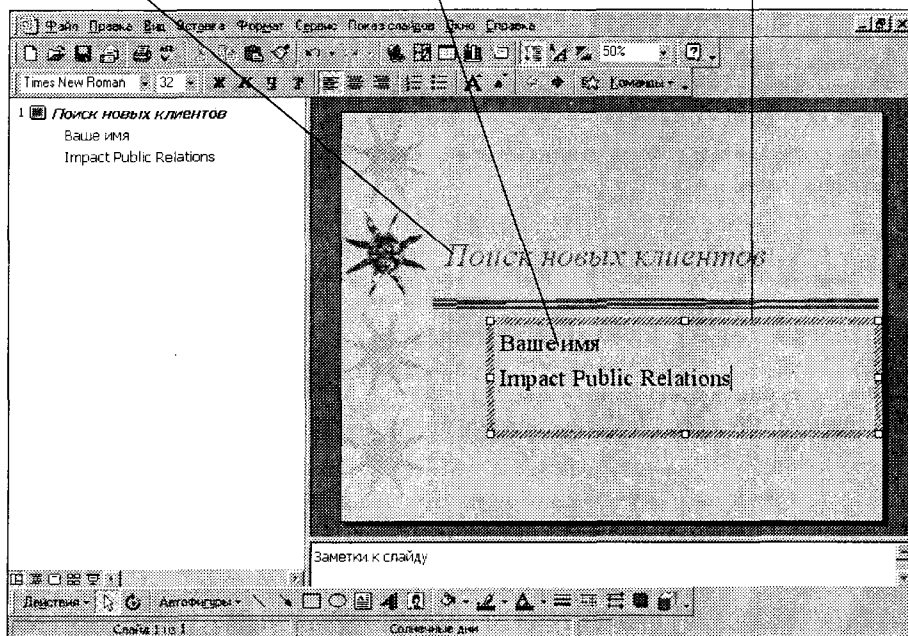 Файл Правка Вид Вставка Формат Сервис Показ слайдов Окно Справка
50%
Times New Roman 32 Ж К Ч Т Команды
1 Поиск новых клиентов
Ваше имя
Impact Public Relations
Поиск новых клиентов
Ваше имя
Impact Public Relations
Заметки к слайду
Действия Автофигуры
Слайд 1 из 1 Солнечные дни